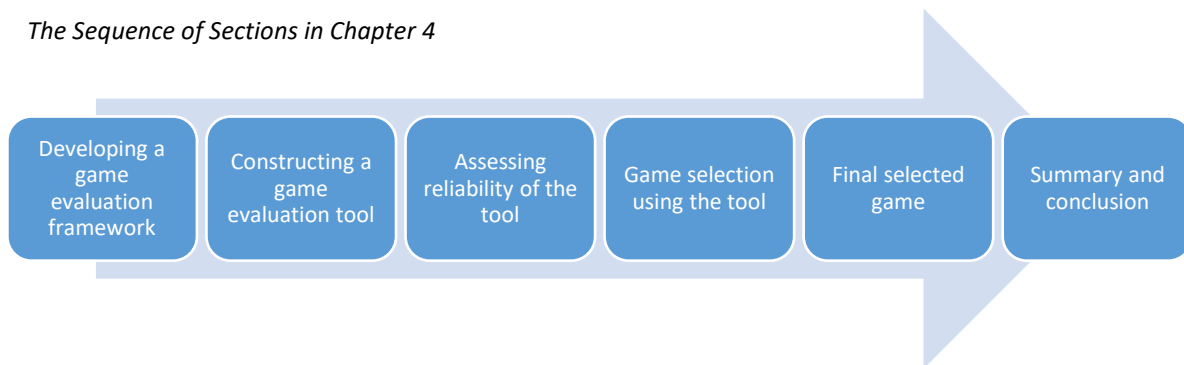 The Sequence of Sections in Chapter 4
Developing a
game
evaluation
framework
Constructing a
game
evaluation tool
Assessing
reliability of the
tool
Game selection
using the tool
Final selected
game
Summary and
conclusion